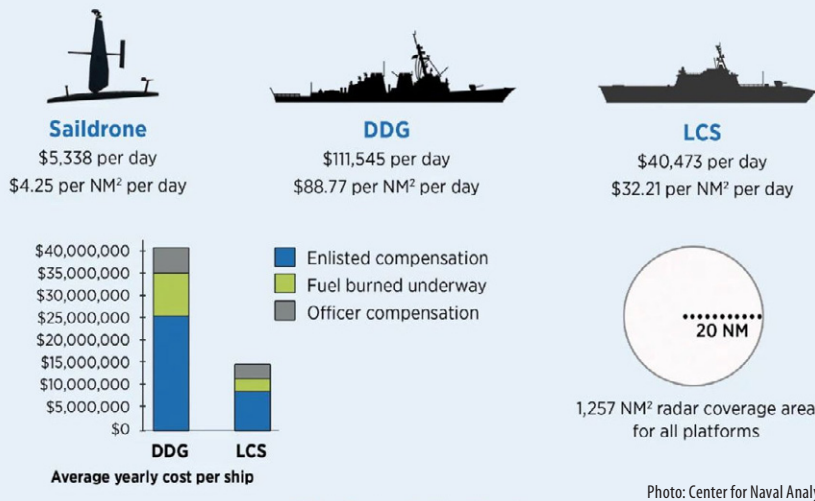 Saildrone
$5,338 per day
$4.25 per NM² per day
DDG
$111,545 per day
$88.77 per NM² per day
LCS
$40,473 per day
$32.21 per NM² per day
$40,000,000
$35,000,000
$30,000,000
$25,000,000
$20,000,000
$15,000,000
$10,000,000
$5,000,000
$0
DDG LCS
Average yearly cost per ship
Enlisted compensation
Fuel burned underway
Officer compensation
20 NM
1,257 NM² radar coverage area
for all platforms
Photo: Center for Naval Analy